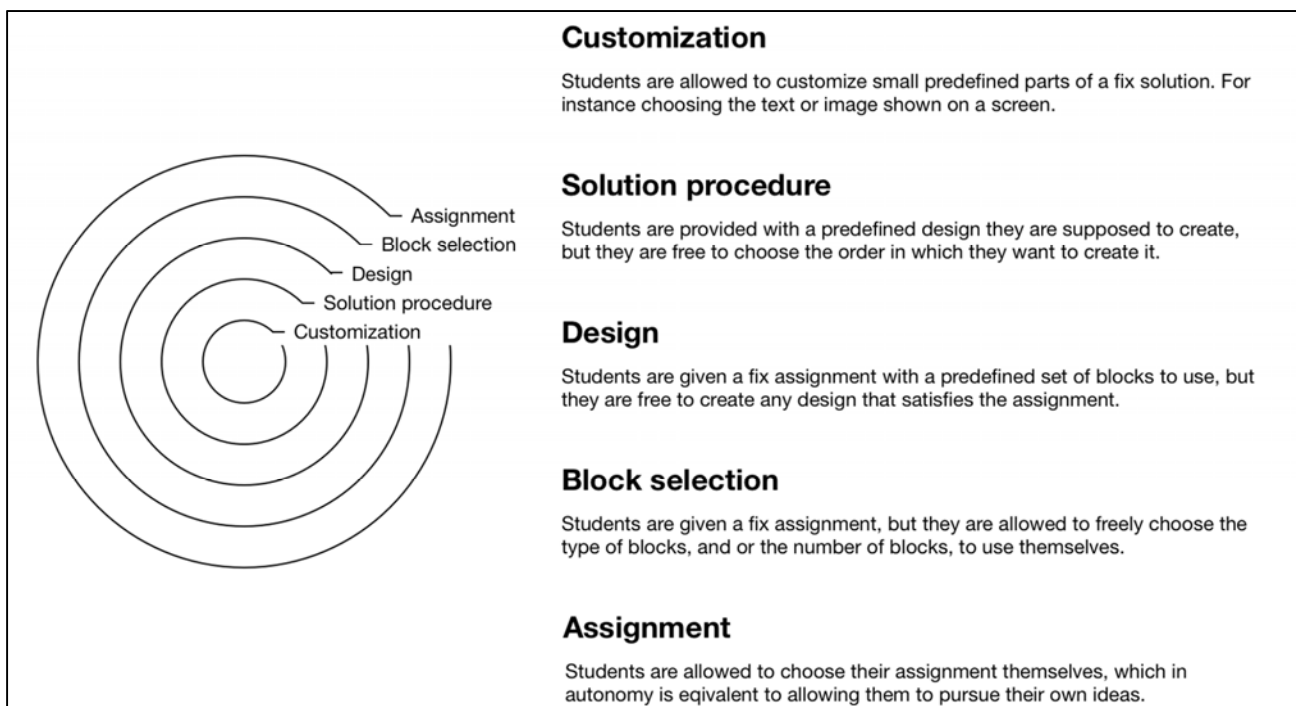 Assignment
Block selection
Design
Solution procedure
Customization
Customization
Students are allowed to customize small predefined parts of a fix solution. For
instance choosing the text or image shown on a screen.
Solution procedure
Students are provided with a predefined design they are supposed to create,
but they are free to choose the order in which they want to create it.
Design
Students are given a fix assignment with a predefined set of blocks to use, but
they are free to create any design that satisfies the assignment.
Block selection
Students are given a fix assignment, but they are allowed to freely choose the
type of blocks, and or the number of blocks, to use themselves.
Assignment
Students are allowed to choose their assignment themselves, which in
autonomy is eqivalent to allowing them to pursue their own ideas.